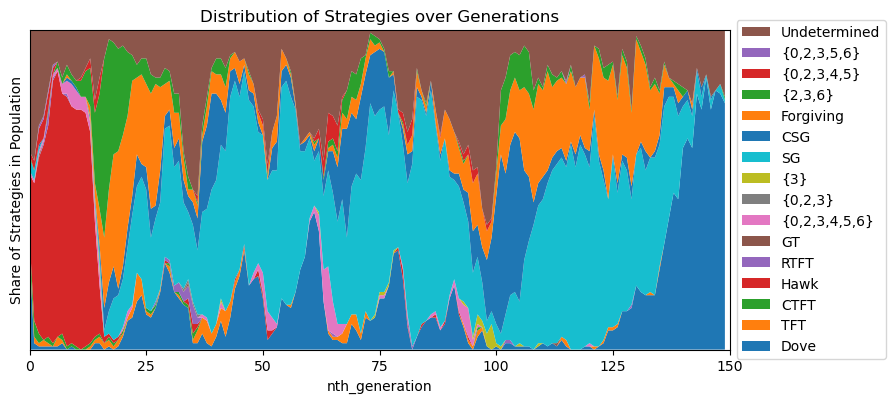 Distribution of Strategies over Generations
Share of Strategies in Population
0
25
50
75
100
125
150
nth_generation
Undetermined
{0,2,3,5,6}
{0,2,3,4,5}
{2,3,6}
Forgiving
CSG
SG
{3}
{0,2,3}
{0,2,3,4,5,6}
GT
RTFT
Hawk
CTFT
TFT
Dove